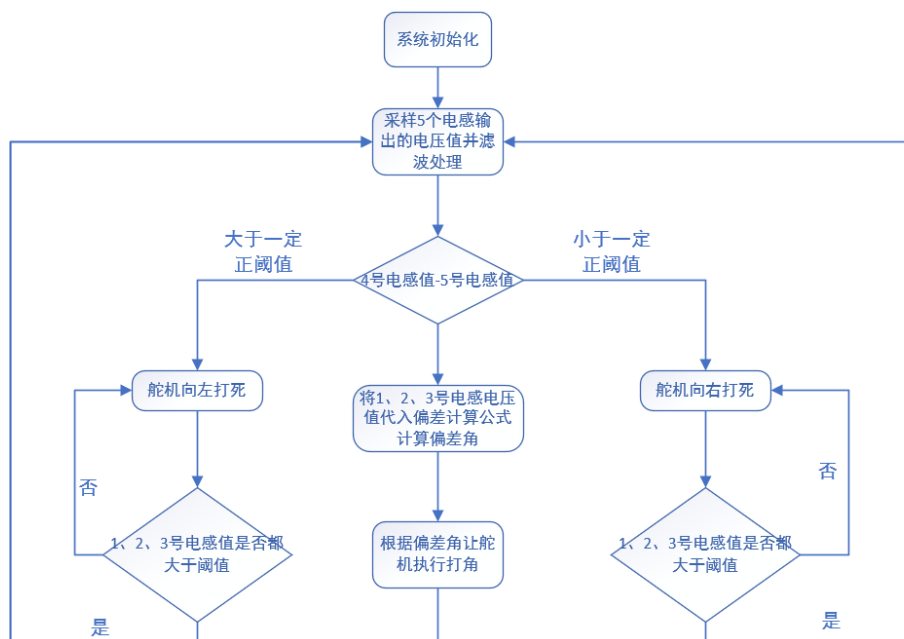 系统初始化
采样5个电感输
出的电压值并滤
波处理
大于一定
正阈值
小于一定
正阈值
4号电感值-5号电感值
舵机向左打死
将1、2、3号电感电压
值代入偏差计算公式
计算偏差角
舵机向右打死
否
否
1、2、3号电感值是否都
大于阈值
根据偏差角让舵
机执行打角
1、2、3号电感值是否都
大于阈值
是
是